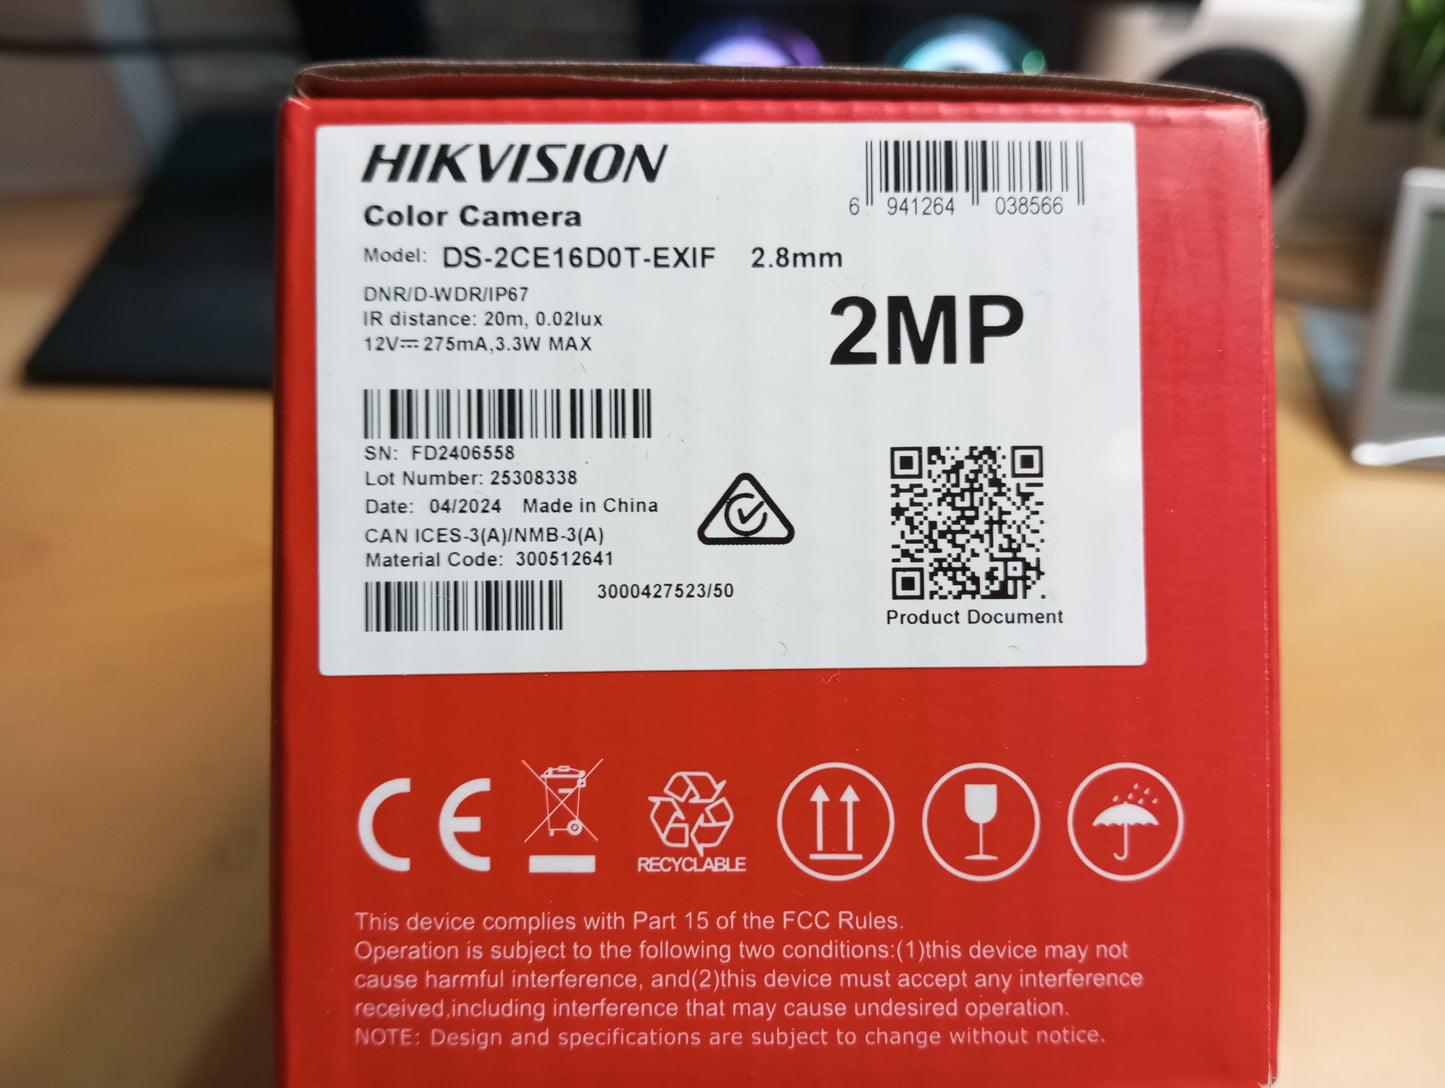 HIKVISION
Color Camera
Model: DS-2CE16D0T-EXIF 2.8mm
6 941264 038566
DNR/D-WDR/IP67
IR distance: 20m, 0.02lux
12V⎓275mA,3.3W MAX
2MP
SN: FD2406558
Lot Number: 25308338
Date: 04/2024 Made in China
CAN ICES-3(A)/NMB-3(A)
Material Code: 300512641
3000427523/50
Product Document
CE
RECYCLABLE
This device complies with Part 15 of the FCC Rules.
Operation is subject to the following two conditions:(1)this device may not
cause harmful interference, and(2)this device must accept any interference
received,including interference that may cause undesired operation.
NOTE: Design and specifications are subject to change without notice.